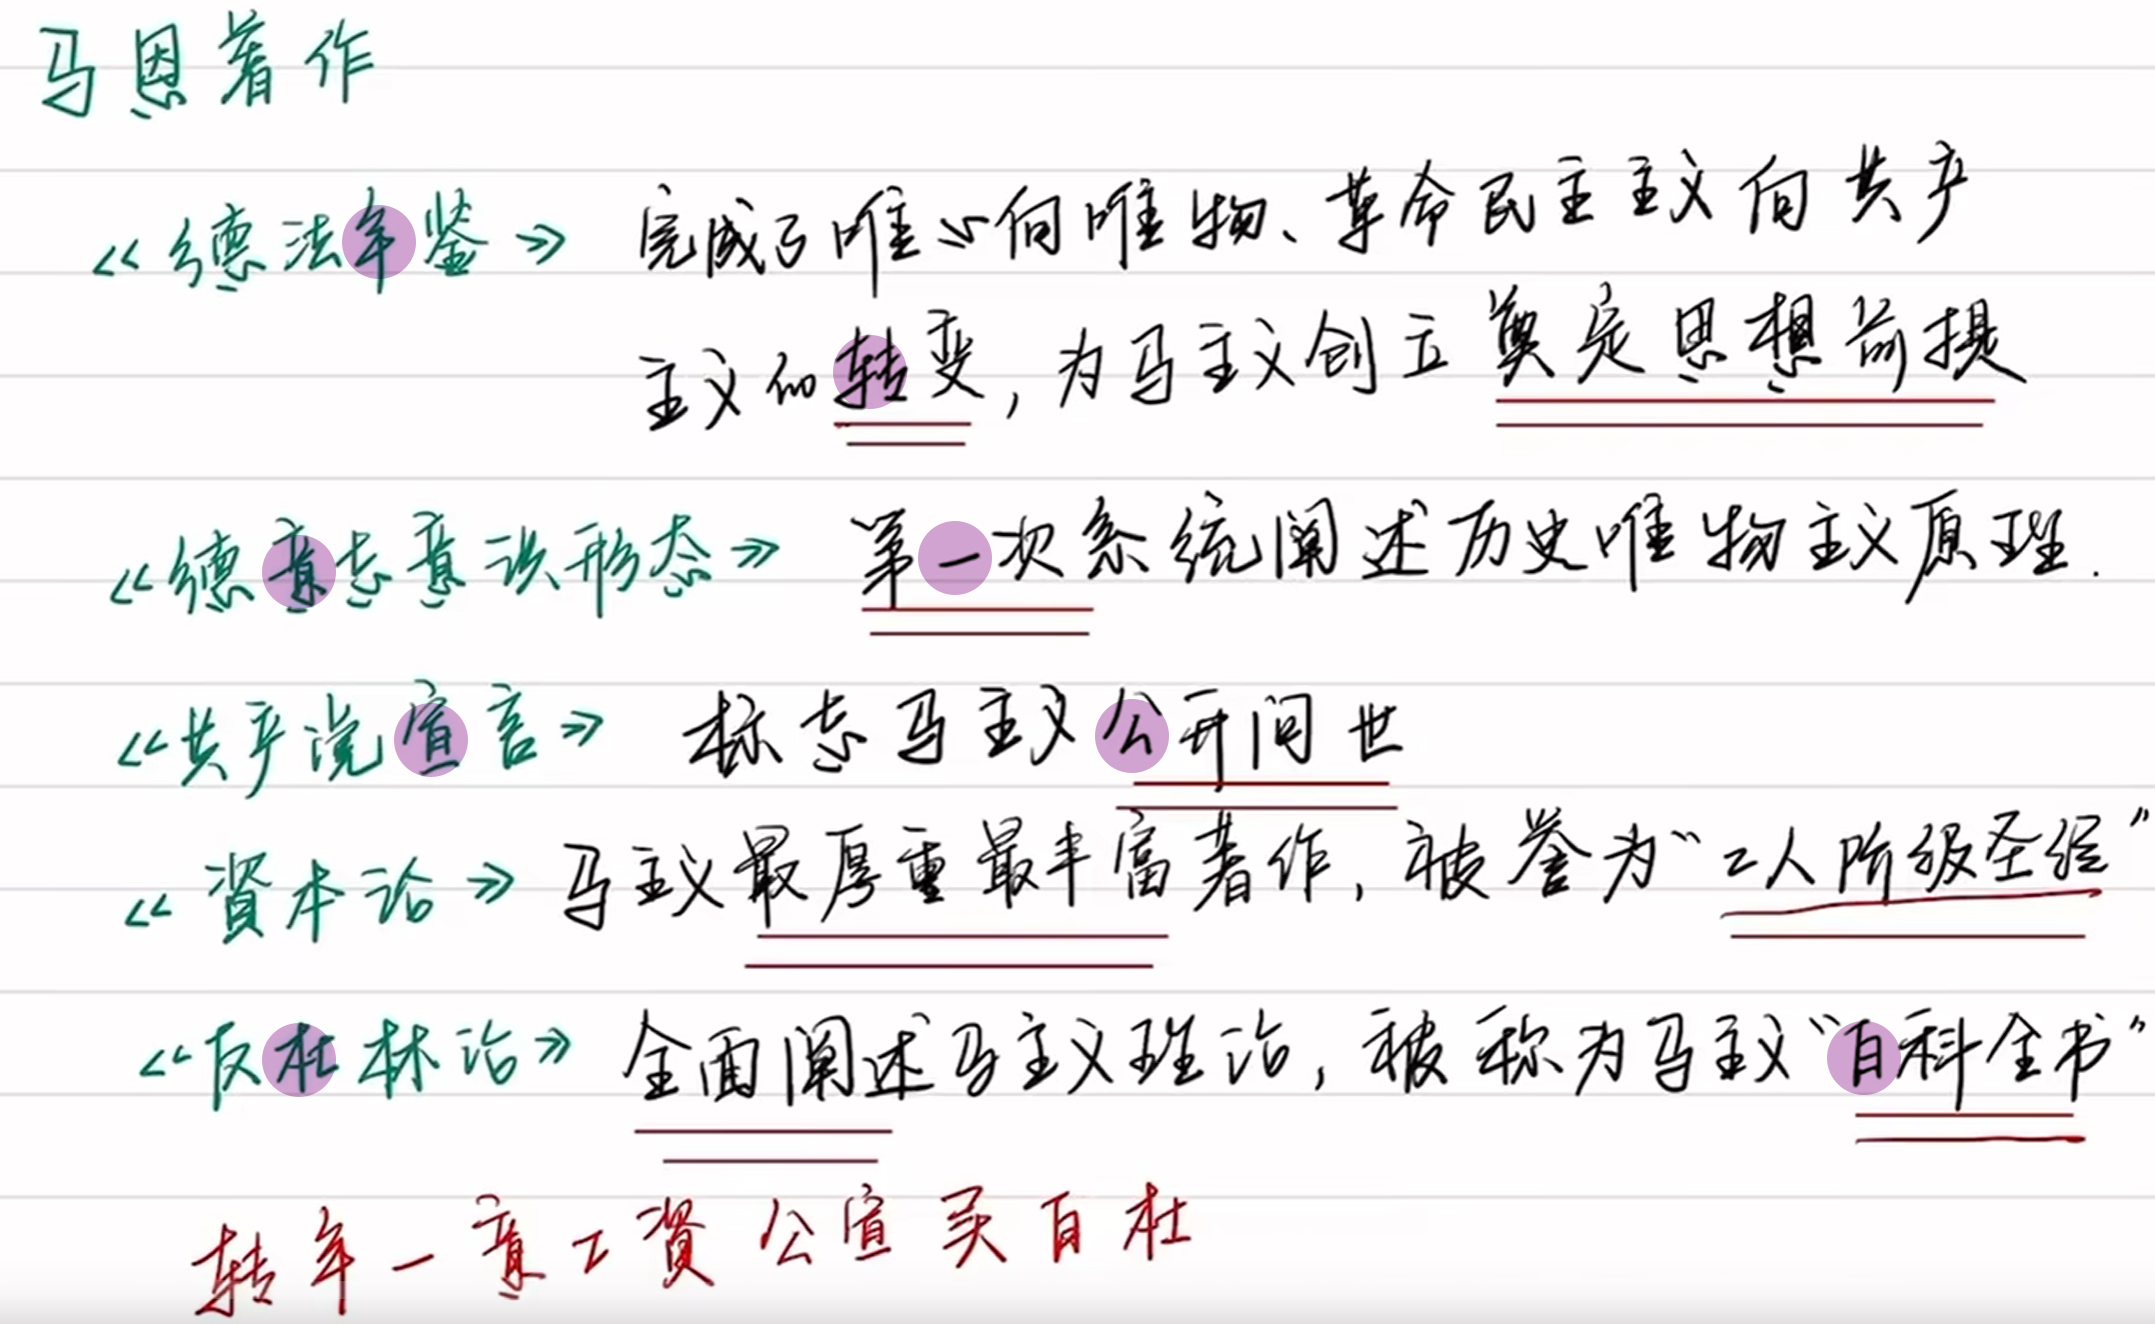 马恩著作
《德法年鉴》 完成了唯心向唯物、革命民主主义向共产
主义的转变，为马主义创立奠定思想前提
《德意志意识形态》 第一次系统阐述历史唯物主义原理.
《共产党宣言》 标志马主义公开问世
《資本论》 马主义最厚重最丰富著作，被誉为“工人阶级圣经”
《反杜林论》 全面阐述马主义理论，被称为马主义“百科全书”
转年一意工資公宣买百杜